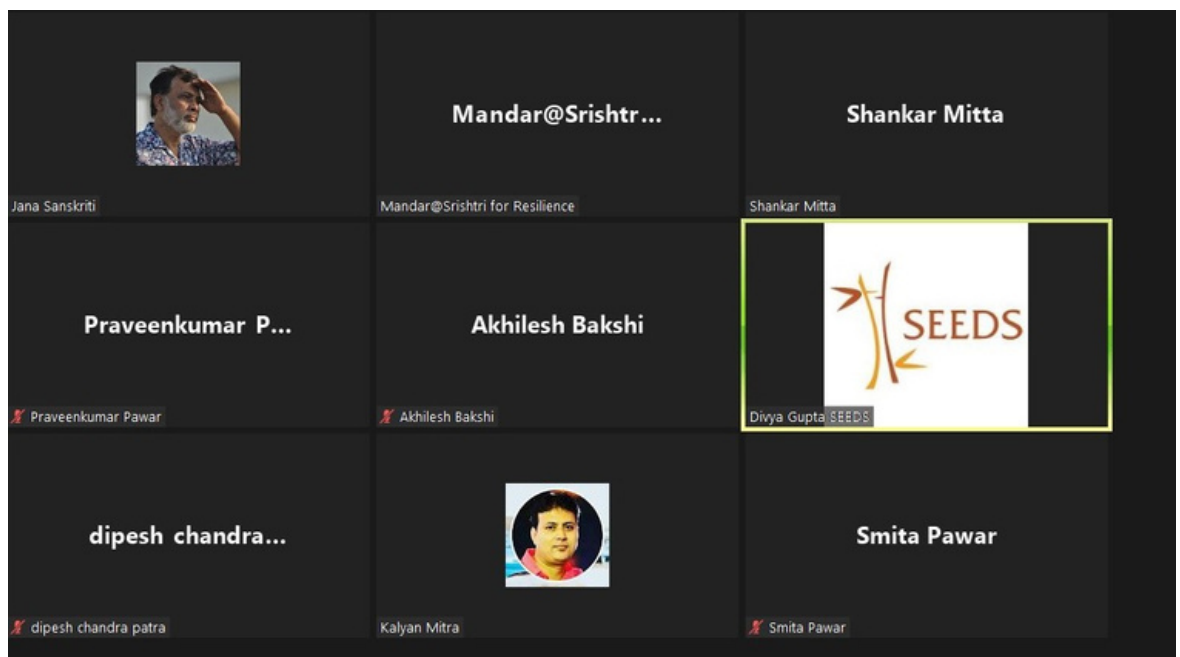 Mandar@Srishtr...
Shankar Mitta
Jana Sanskriti
Mandar@Srishtri for Resilience
Shankar Mitta
Praveenkumar P...
Akhilesh Bakshi
SEEDS
Praveenkumar Pawar
Akhilesh Bakshi
Divya Gupta SEEDS
dipesh chandra...
Smita Pawar
dipesh chandra patra
Kalyan Mitra
Smita Pawar